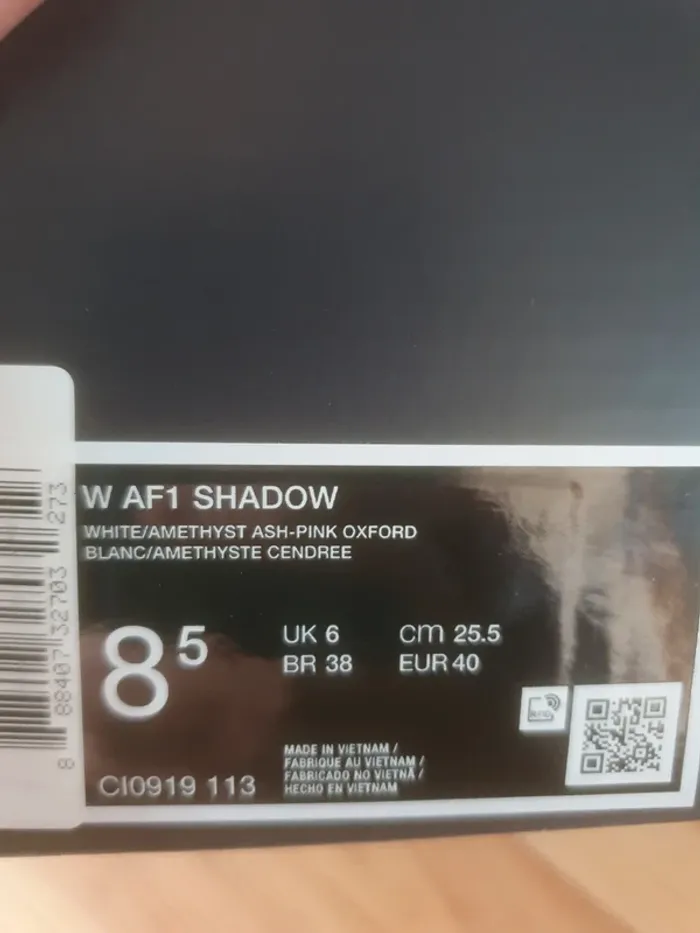 W AF1 SHADOW
WHITE/AMETHYST ASH-PINK OXFORD
BLANC/AMETHYSTE CENDREE
8 5
UK 6
BR 38
cm 25.5
EUR 40
MADE IN VIETNAM /
FABRIQUE AU VIETNAM /
FABRICADO NO VIETNÃ /
HECHO EN VIETNAM
CI0919 113
8 88407 32703 273